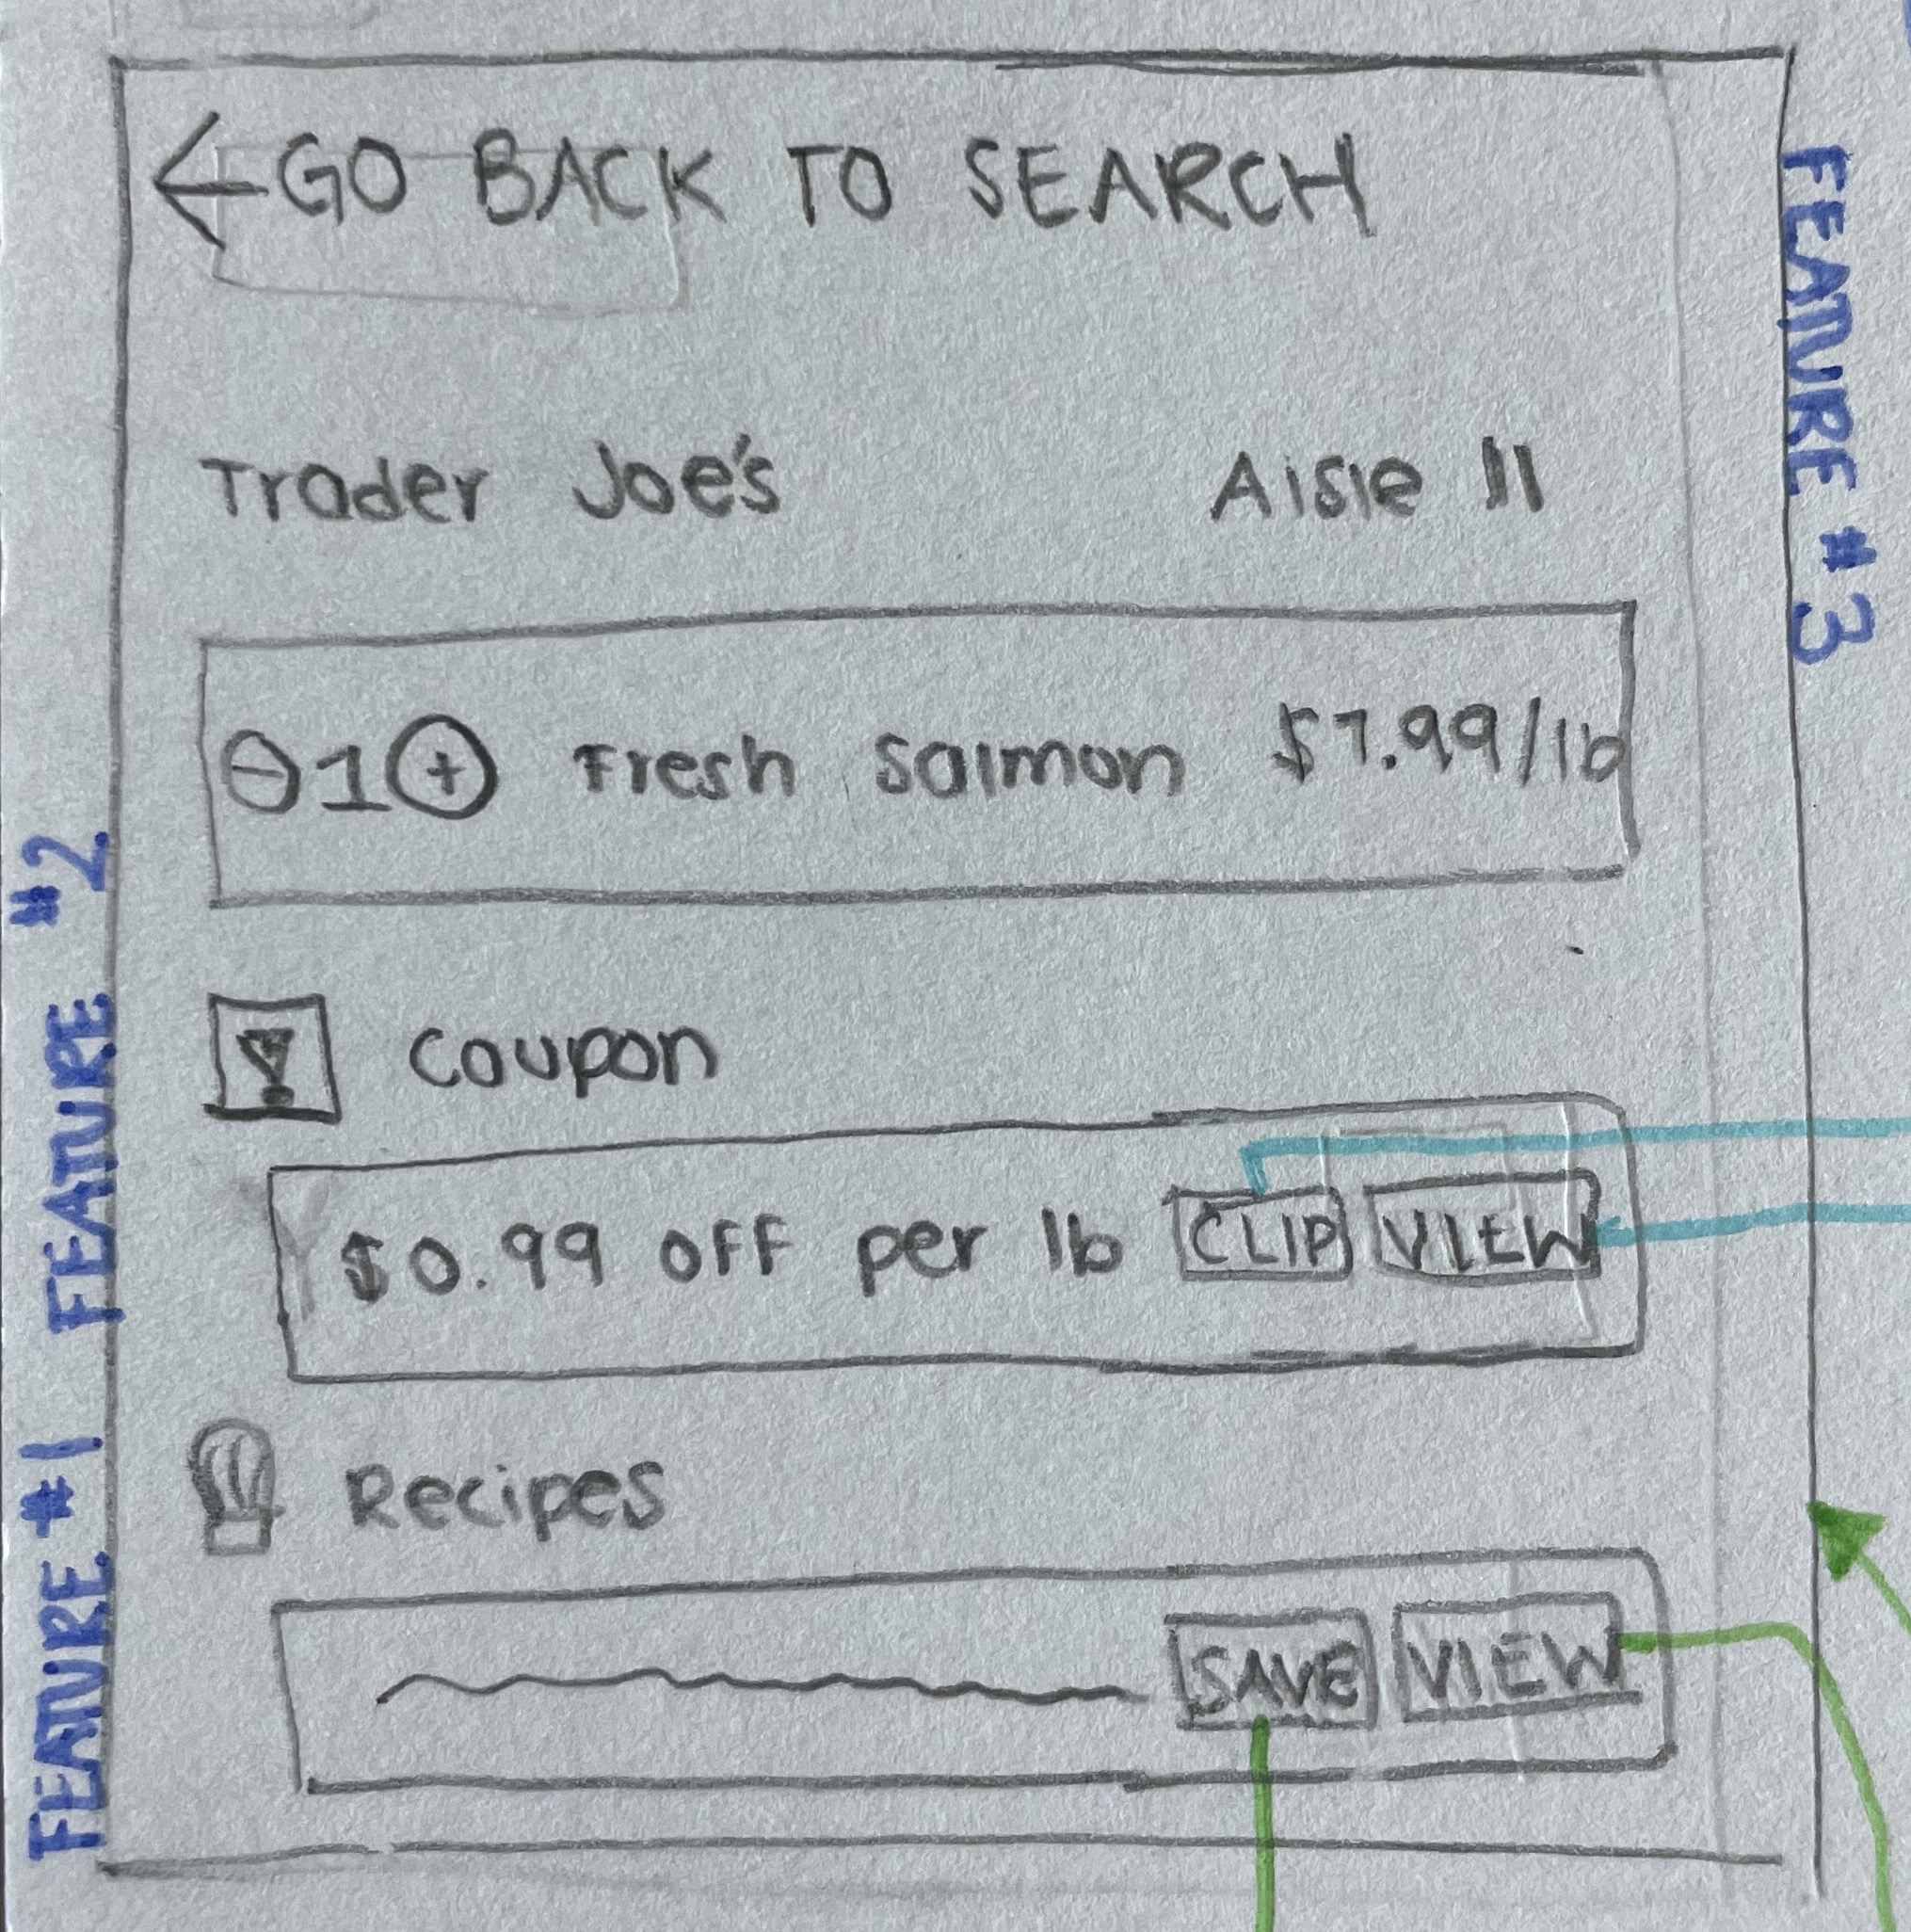 ← GO BACK TO SEARCH
Trader Joe's Aisle 11
⊖ 1 ⊕ Fresh Salmon $7.99/lb
Coupon
$0.99 OFF per lb CLIP VIEW
Recipes
SAVE VIEW
FEATURE #1 FEATURE #2
FEATURE #3